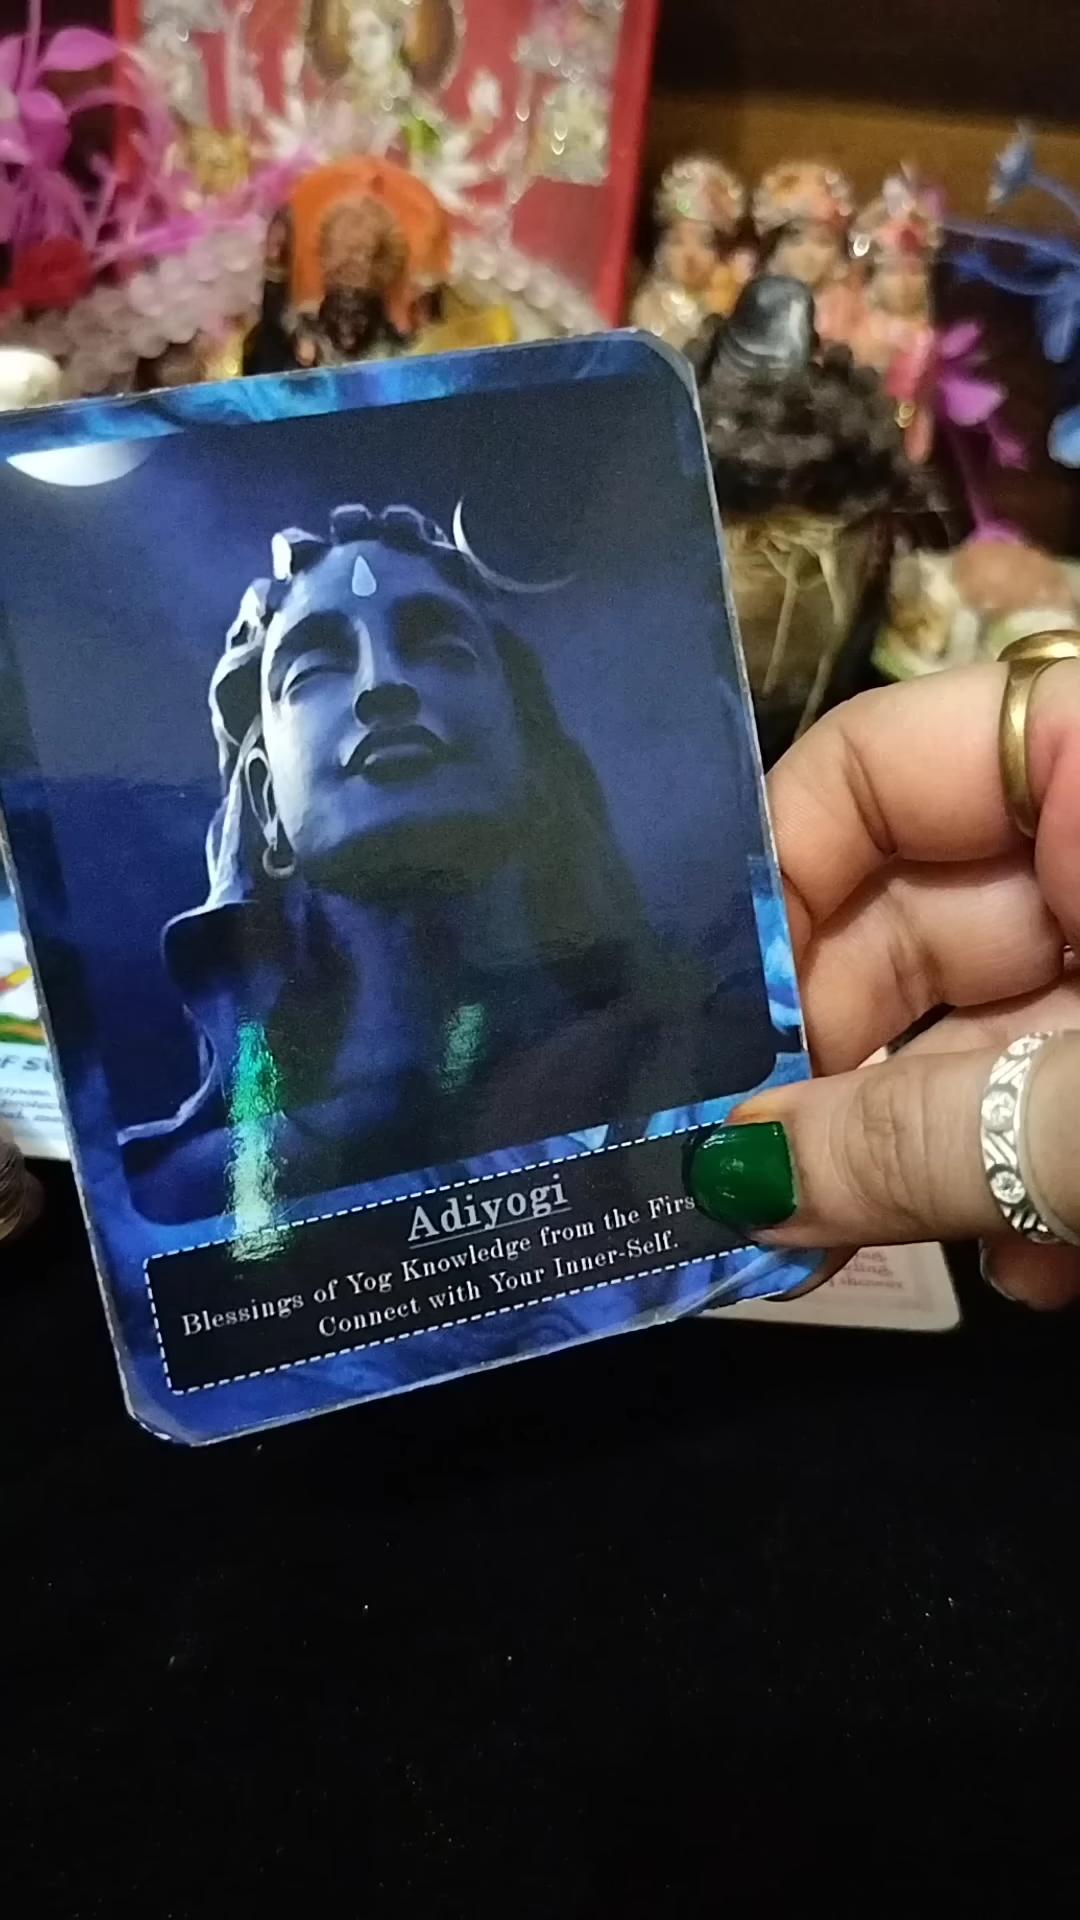 Adiyogi
Blessings of Yog Knowledge from the Firs
Connect with Your Inner-Self.